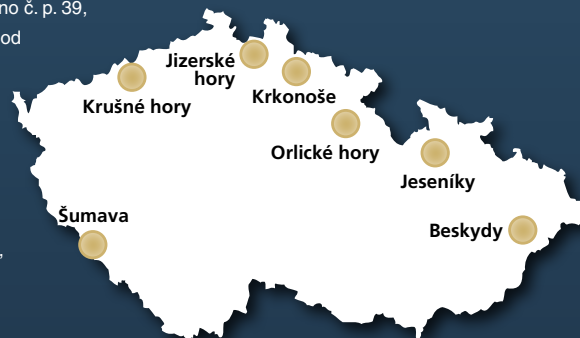 no č. p. 39,
od
Jizerské
hory
Krušné hory
Krkonoše
Orlické hory
Jeseníky
Šumava
Beskydy
,